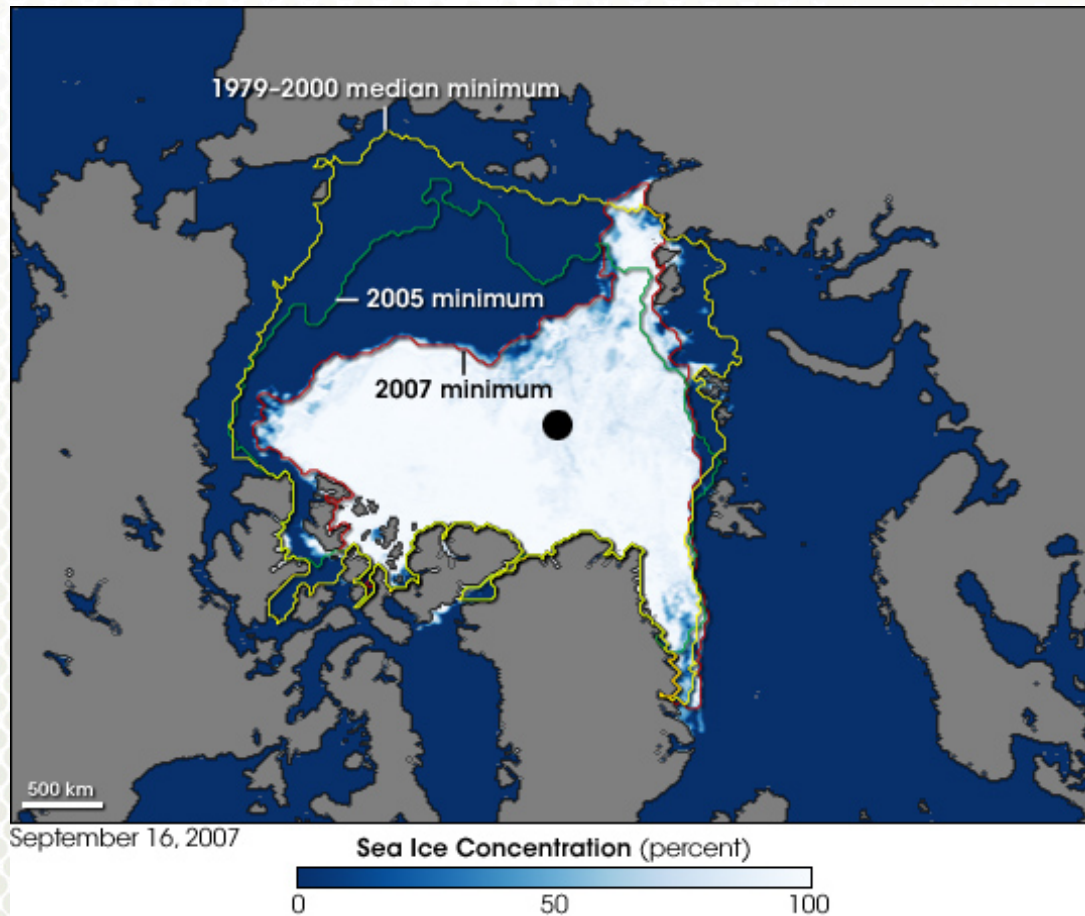 1979–2000 median minimum
2005 minimum
2007 minimum
500 km
September 16, 2007
Sea Ice Concentration (percent)
0 50 100